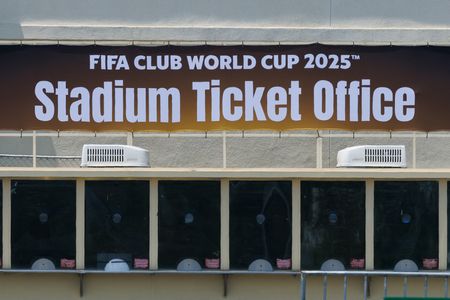 FIFA CLUB WORLD CUP 2025™
Stadium Ticket Office